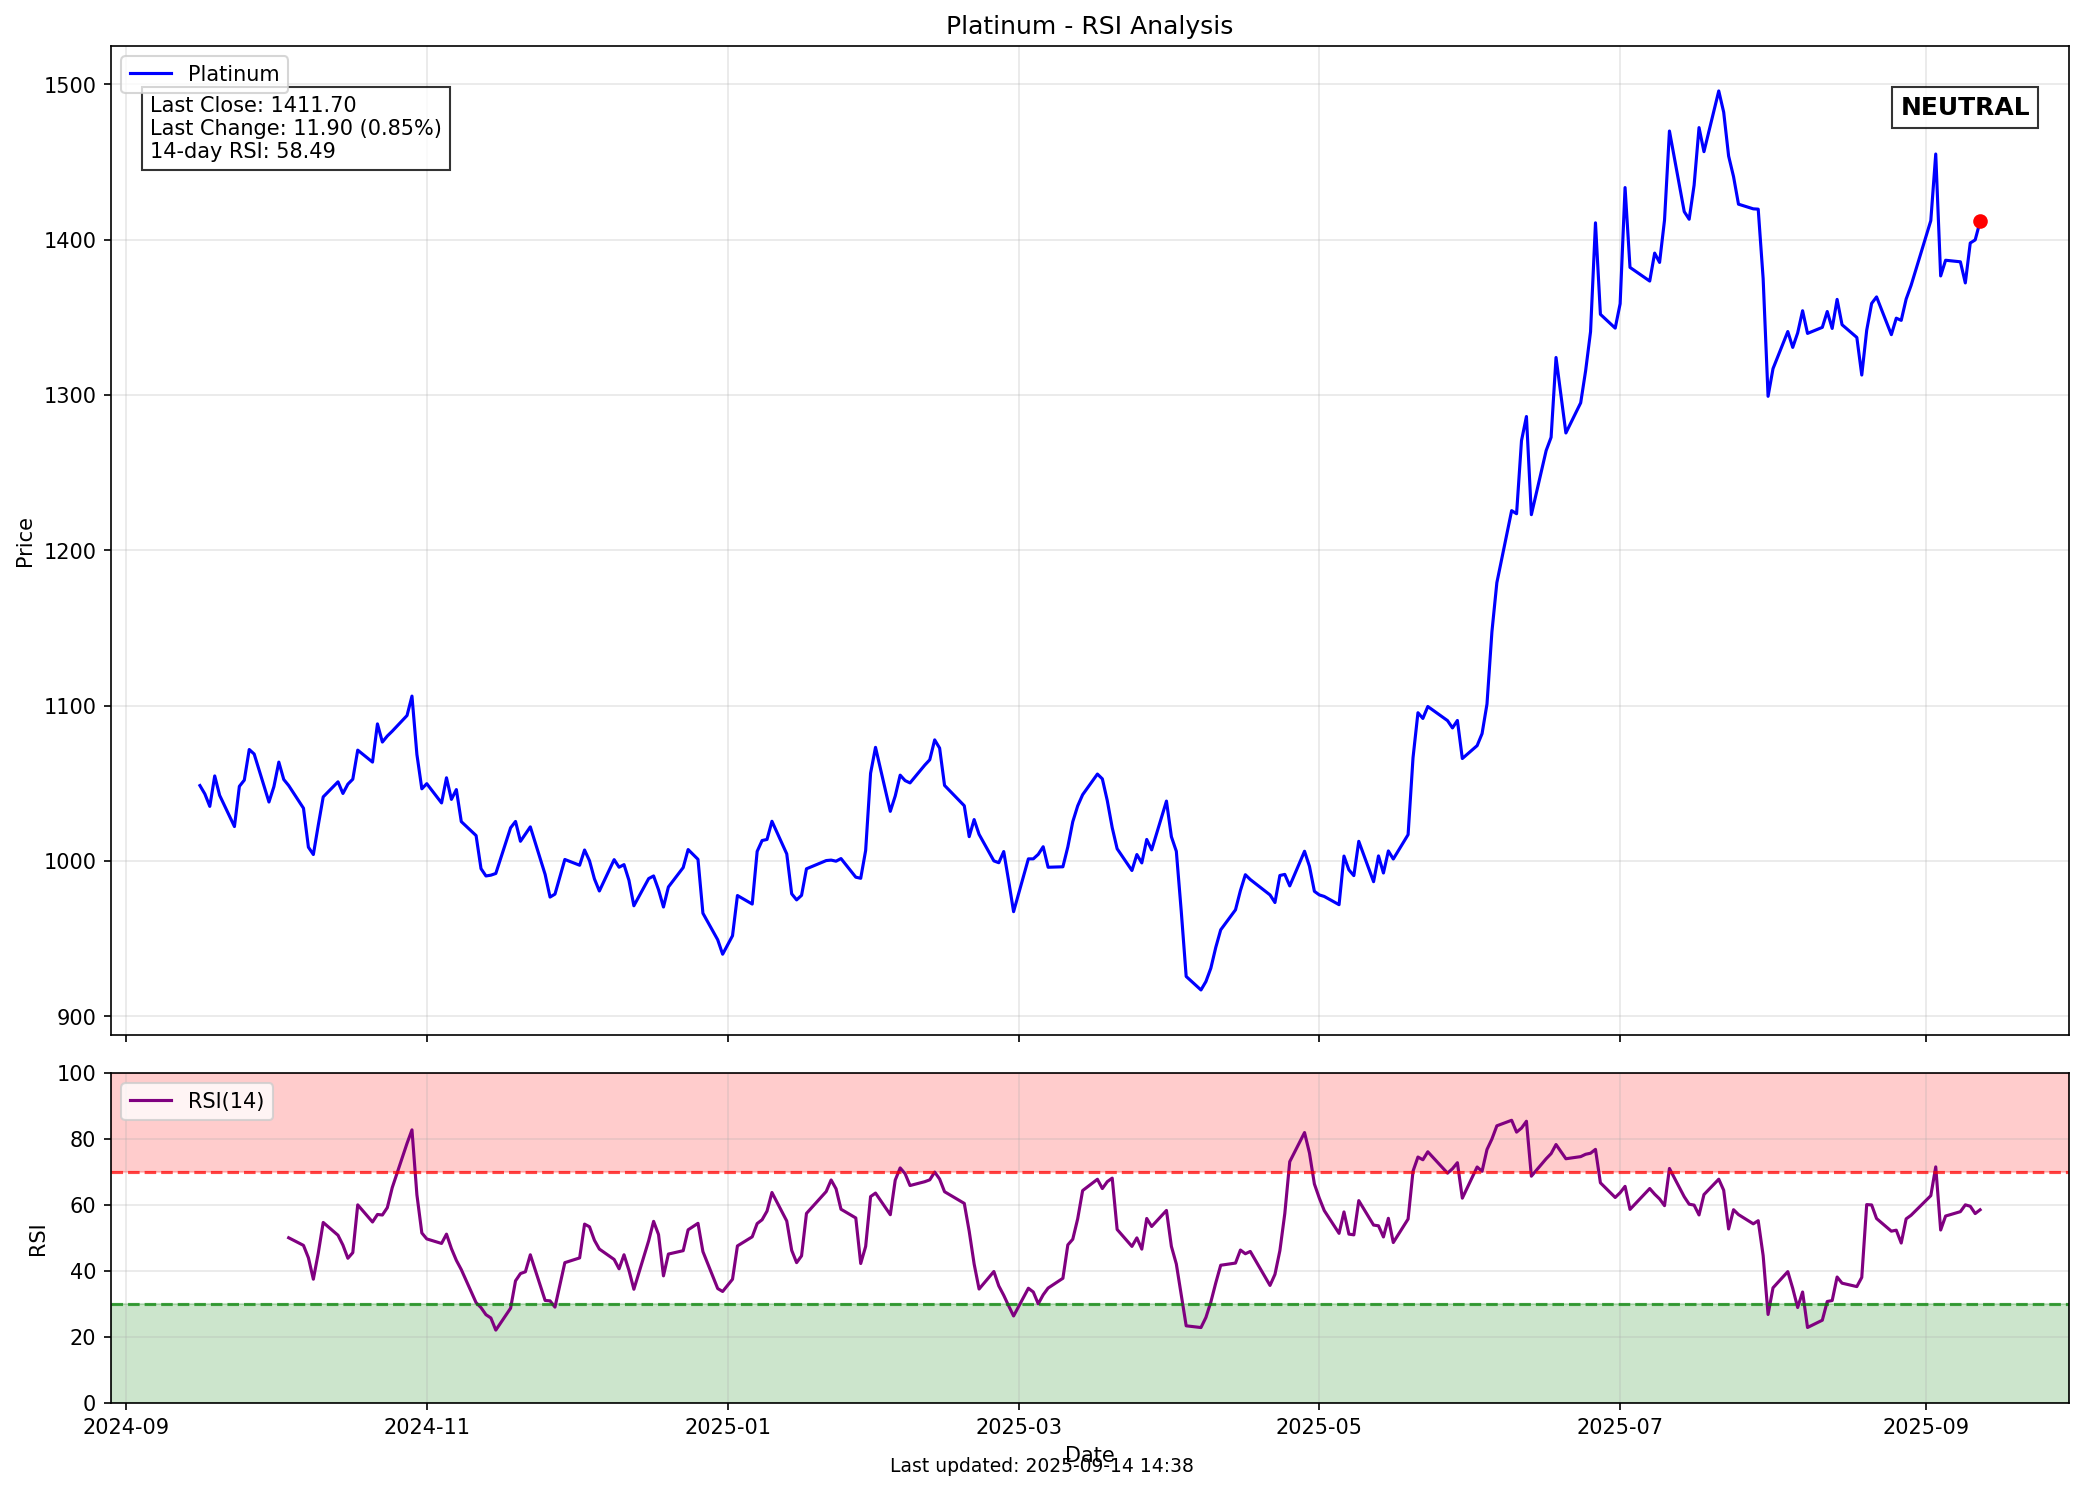 Platinum - RSI Analysis
Platinum
Last Close: 1411.70
Last Change: 11.90 (0.85%)
14-day RSI: 58.49
NEUTRAL
Price
1500
1400
1300
1200
1100
1000
900
RSI(14)
RSI
100
80
60
40
20
0
2024-09 2024-11 2025-01 2025-03 2025-05 2025-07 2025-09
Date
Last updated: 2025-09-14 14:38